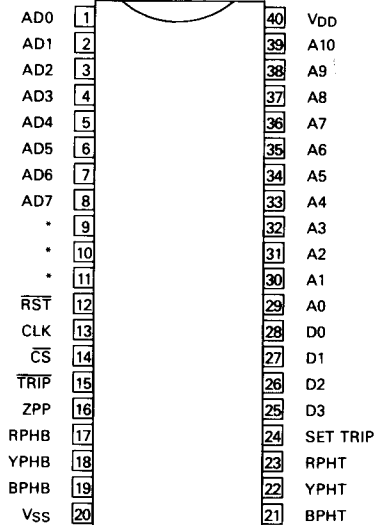 AD0 1 40 VDD
AD1 2 39 A10
AD2 3 38 A9
AD3 4 37 A8
AD4 5 36 A7
AD5 6 35 A6
AD6 7 34 A5
AD7 8 33 A4
* 9 32 A3
* 10 31 A2
* 11 30 A1
RST 12 29 A0
CLK 13 28 D0
CS 14 27 D1
TRIP 15 26 D2
ZPP 16 25 D3
RPHB 17 24 SET TRIP
YPHB 18 23 RPHT
BPHB 19 22 YPHT
VSS 20 21 BPHT